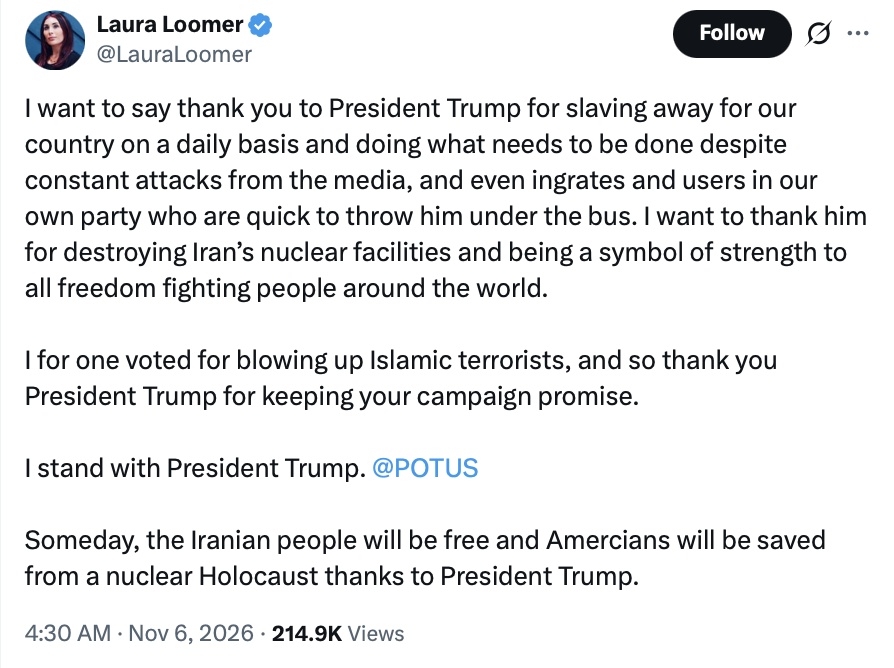 Laura Loomer
@LauraLoomer
Follow
I want to say thank you to President Trump for slaving away for our
country on a daily basis and doing what needs to be done despite
constant attacks from the media, and even ingrates and users in our
own party who are quick to throw him under the bus. I want to thank him
for destroying Iran’s nuclear facilities and being a symbol of strength to
all freedom fighting people around the world.
I for one voted for blowing up Islamic terrorists, and so thank you
President Trump for keeping your campaign promise.
I stand with President Trump. @POTUS
Someday, the Iranian people will be free and Amercians will be saved
from a nuclear Holocaust thanks to President Trump.
4:30 AM · Nov 6, 2026 · 214.9K Views